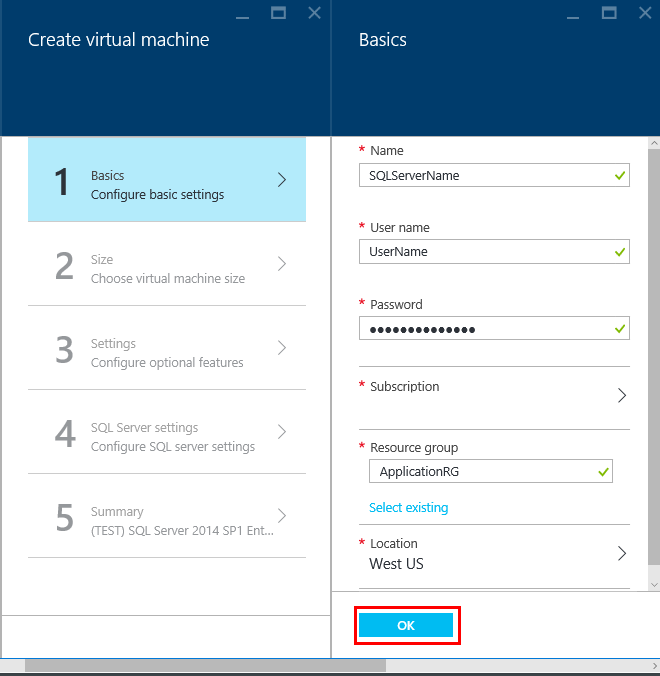 Create virtual machine
1
Basics
Configure basic settings
2
Size
Choose virtual machine size
3
Settings
Configure optional features
4
SQL Server settings
Configure SQL server settings
5
Summary
(TEST) SQL Server 2014 SP1 Ent...
Basics
* Name
SQLServerName
* User name
UserName
* Password
●●●●●●●●●●●●●●
* Subscription
* Resource group
ApplicationRG
Select existing
* Location
West US
OK